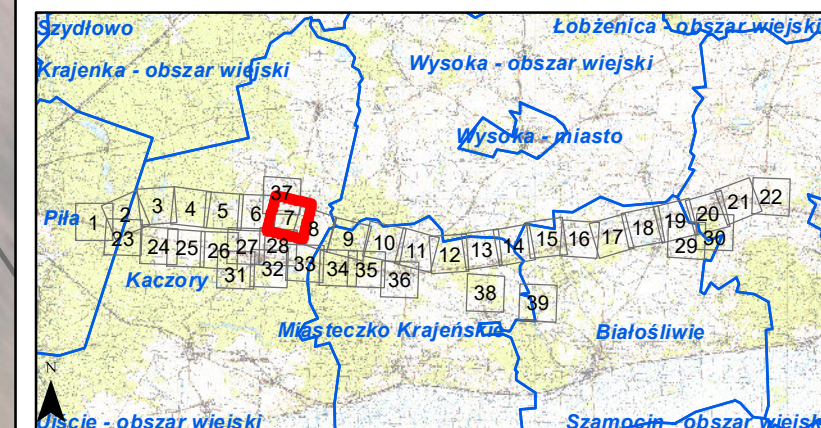 Szydłowo
Łobżenica - obszar wiejski
Krajenka - obszar wiejski
Wysoka - obszar wiejski
Wysoka - miasto
37
Piła
1 2 3 4 5 6 7 8 9 10 11 12 13 14 15 16 17 18 19 20 21 22
23 24 25 26 27 28 29 30
31 32 33 34 35 36
Kaczory
38 39
Miasteczko Krajeńskie
Białośliwie
N
Ujście - obszar wiejski
Szamocin - obszar wiejsk